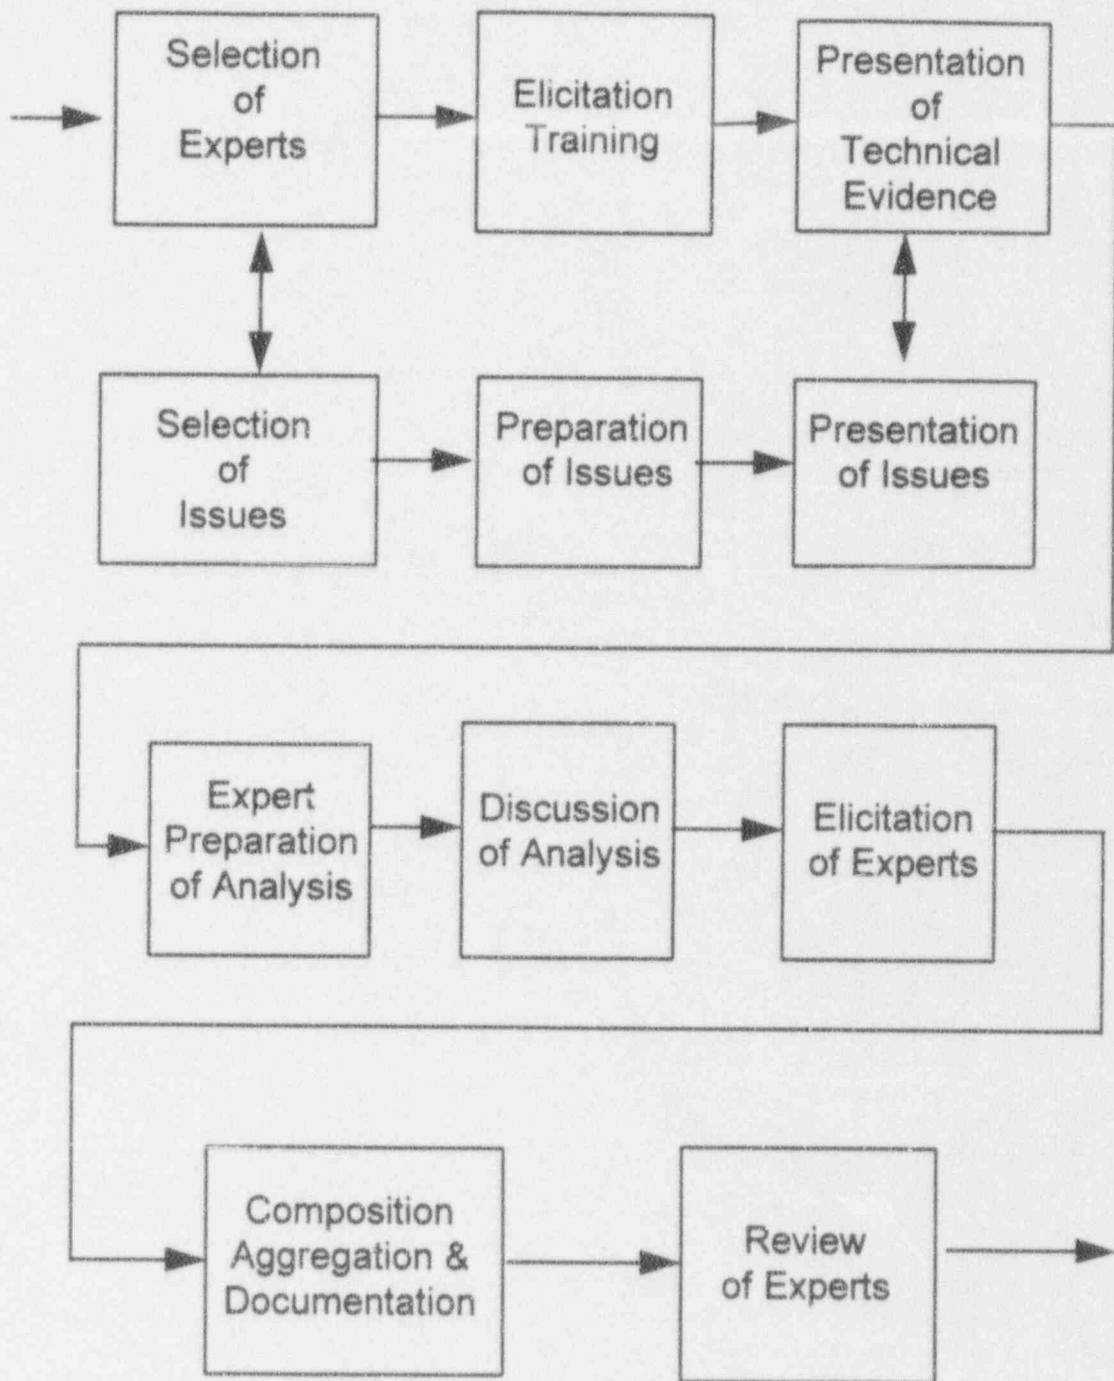 Selection
of
Experts
Elicitation
Training
Presentation
of
Technical
Evidence
Selection
of
Issues
Preparation
of Issues
Presentation
of Issues
Expert
Preparation
of Analysis
Discussion
of Analysis
Elicitation
of Experts
Composition
Aggregation &
Documentation
Review
of Experts